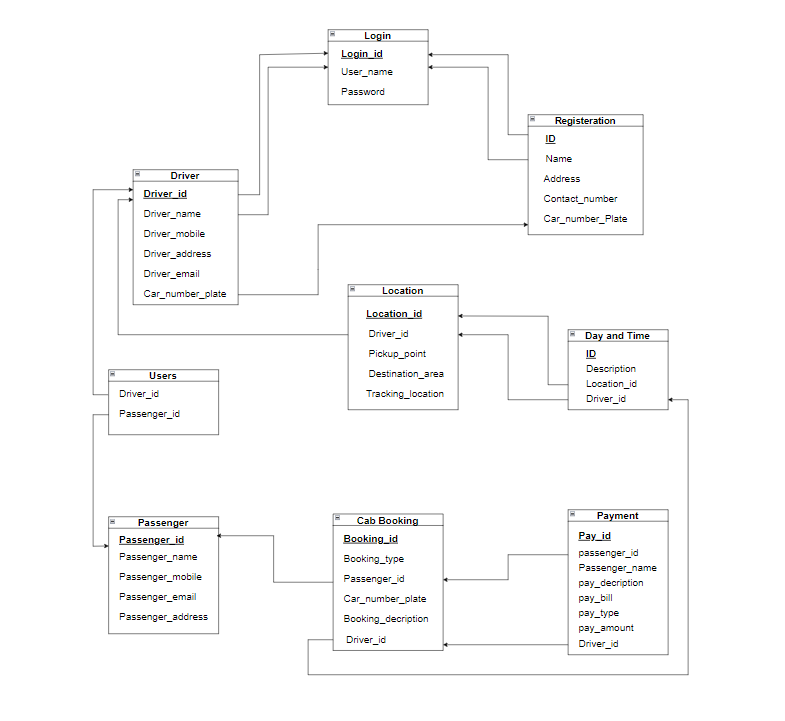 Login
Login_id
User_name
Password
Registeration
ID
Name
Address
Contact_number
Car_number_Plate
Driver
Driver_id
Driver_name
Driver_mobile
Driver_address
Driver_email
Car_number_plate
Location
Location_id
Driver_id
Pickup_point
Destination_area
Tracking_location
Day and Time
ID
Description
Location_id
Driver_id
Users
Driver_id
Passenger_id
Passenger
Passenger_id
Passenger_name
Passenger_mobile
Passenger_email
Passenger_address
Cab Booking
Booking_id
Booking_type
Passenger_id
Car_number_plate
Booking_decription
Driver_id
Payment
Pay_id
passenger_id
Passenger_name
pay_decription
pay_bill
pay_type
pay_amount
Driver_id